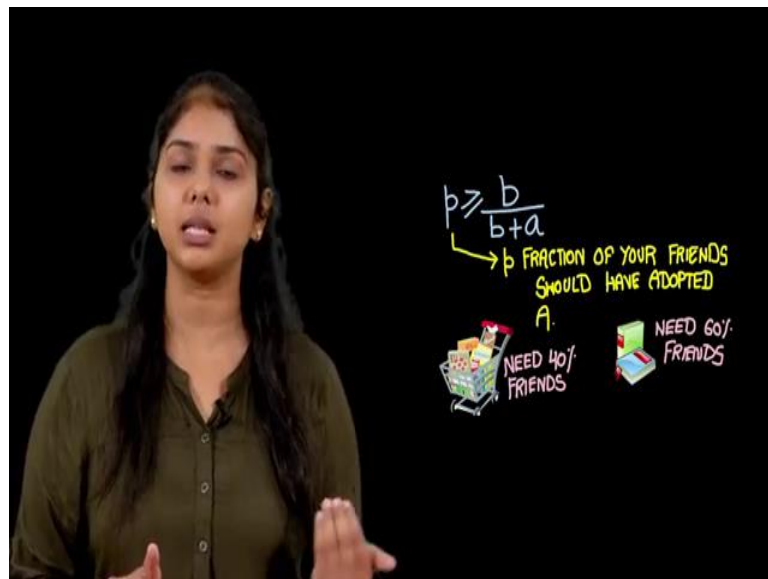 p ≥ b/(b+a)
→ p FRACTION OF YOUR FRIENDS
SHOULD HAVE ADOPTED
A.
NEED 40%
FRIENDS
NEED 60%
FRIENDS